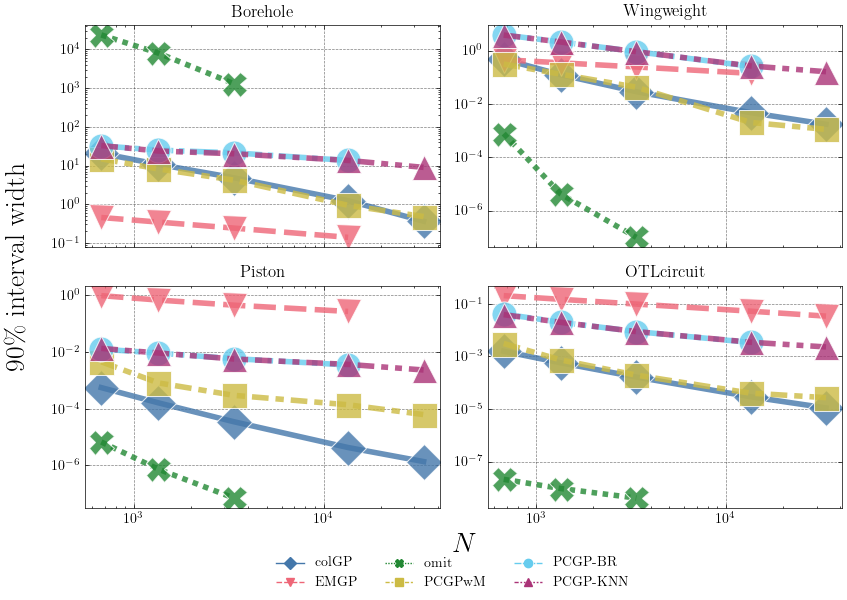 Borehole
Wingweight
10^4
10^3
10^2
10^1
10^0
10^−1
10^0
10^−2
10^−4
10^−6
90% interval width
Piston
OTLcircuit
10^0
10^−2
10^−4
10^−6
10^−1
10^−3
10^−5
10^−7
10^3
10^4
10^3
10^4
N
colGP
omit
PCGP-BR
EMGP
PCGPwM
PCGP-KNN